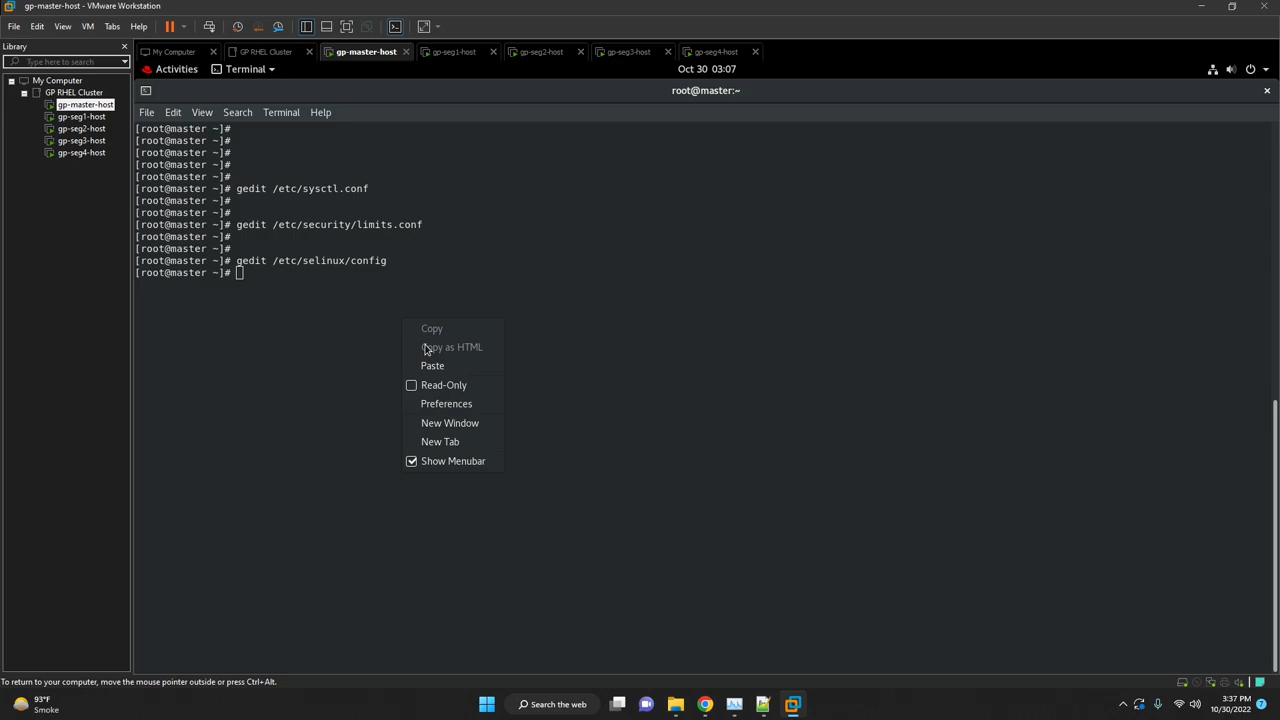 gp-master-host - VMware Workstation
File Edit View VM Tabs Help
Library
Type here to search
My Computer
GP RHEL Cluster
gp-master-host
gp-seg1-host
gp-seg2-host
gp-seg3-host
gp-seg4-host
My Computer GP RHEL Cluster gp-master-host gp-seg1-host gp-seg2-host gp-seg3-host gp-seg4-host
Activities Terminal Oct 30 03:07
root@master:~
File Edit View Search Terminal Help
[root@master ~]#
[root@master ~]#
[root@master ~]#
[root@master ~]#
[root@master ~]#
[root@master ~]# gedit /etc/sysctl.conf
[root@master ~]#
[root@master ~]#
[root@master ~]# gedit /etc/security/limits.conf
[root@master ~]#
[root@master ~]#
[root@master ~]# gedit /etc/selinux/config
[root@master ~]#
Copy
Copy as HTML
Paste
Read-Only
Preferences
New Window
New Tab
Show Menubar
To return to your computer, move the mouse pointer outside or press Ctrl+Alt.
93°F
Smoke
Search the web
3:37 PM
10/30/2022